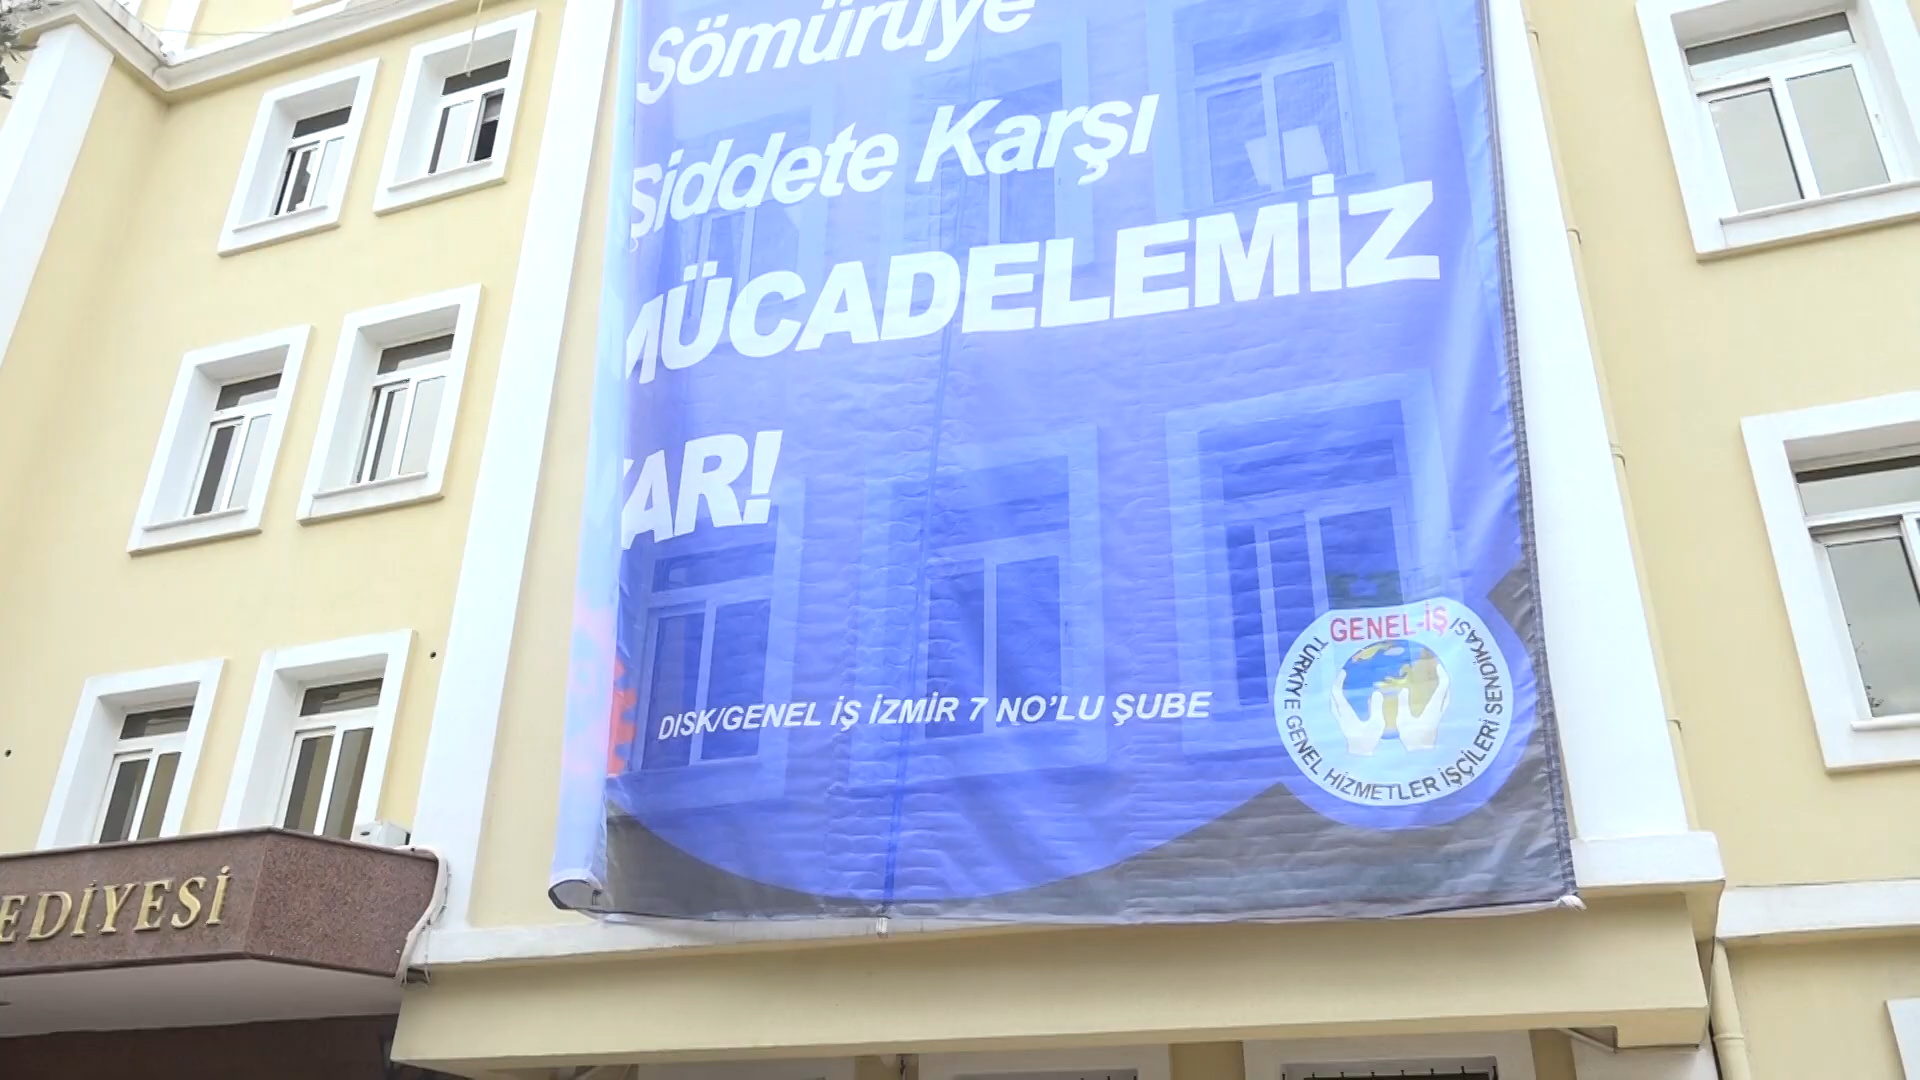 Sömürüye
Şiddete Karşı
MÜCADELEMİZ
AR!
DISK/GENEL İŞ İZMİR 7 NO'LU ŞUBE
GENEL-İŞ
TÜRKİYE GENEL HİZMETLER İŞÇİLERİ SENDİKASI
EDİYESİ